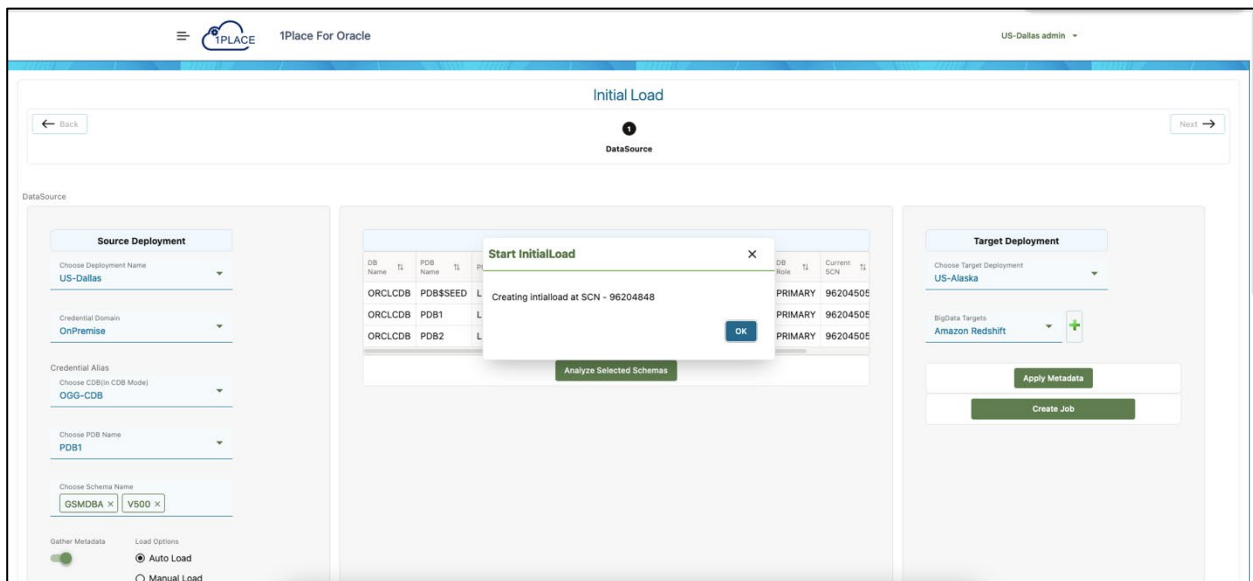 1PLACE
1Place For Oracle
US-Dallas admin
Initial Load
Back
1
Next
DataSource
DataSource
Source Deployment
Choose Deployment Name
US-Dallas
Credential Domain
OnPremise
Credential Alias
Choose CDB(in CDB Mode)
OGG-CDB
Choose PDB Name
PDB1
Choose Schema Name
GSMDBA × V500 ×
Gather Metadata Load Options
Auto Load
Manual Load
DB Name PDB Name DB Role Current SCN
ORCLCDB PDB$SEED L PRIMARY 96204505
ORCLCDB PDB1 L PRIMARY 96204505
ORCLCDB PDB2 L PRIMARY 96204505
Analyze Selected Schemas
Start InitialLoad ×
Creating intialload at SCN - 96204848
OK
Target Deployment
Choose Target Deployment
US-Alaska
BigData Targets
Amazon Redshift
Apply Metadata
Create Job